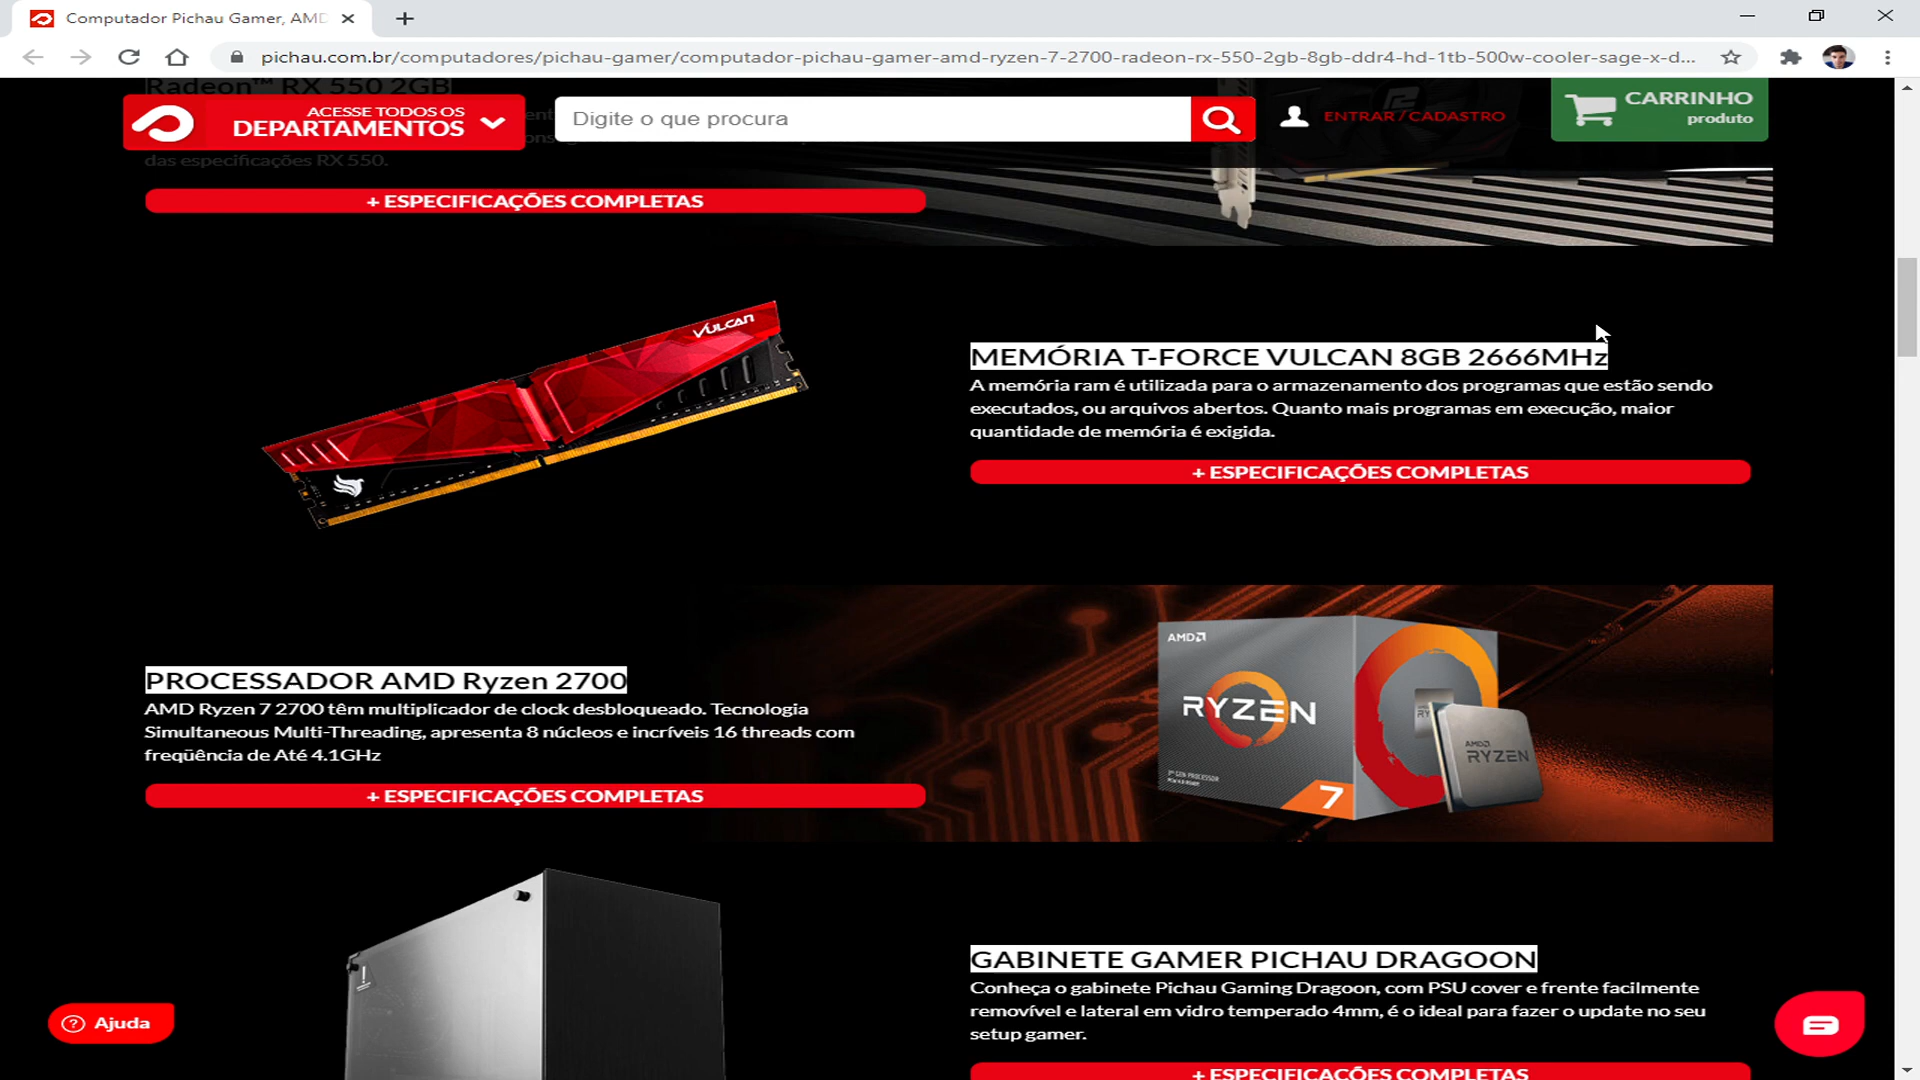 Computador Pichau Gamer, AMD
pichau.com.br/computadores/pichau-gamer/computador-pichau-gamer-amd-ryzen-7-2700-radeon-rx-550-2gb-8gb-ddr4-hd-1tb-500w-cooler-sage-x-d...
Radeon™ RX 550 2GB
ACESSE TODOS OS
DEPARTAMENTOS
Digite o que procura
ENTRAR / CADASTRO
CARRINHO
produto
das especificações RX 550.
+ ESPECIFICAÇÕES COMPLETAS
VULCAN
MEMÓRIA T-FORCE VULCAN 8GB 2666MHz
A memória ram é utilizada para o armazenamento dos programas que estão sendo
executados, ou arquivos abertos. Quanto mais programas em execução, maior
quantidade de memória é exigida.
+ ESPECIFICAÇÕES COMPLETAS
PROCESSADOR AMD Ryzen 2700
AMD Ryzen 7 2700 têm multiplicador de clock desbloqueado. Tecnologia
Simultaneous Multi-Threading, apresenta 8 núcleos e incríveis 16 threads com
freqüência de Até 4.1GHz
+ ESPECIFICAÇÕES COMPLETAS
AMD
RYZEN
7
AMD
RYZEN
GABINETE GAMER PICHAU DRAGOON
Conheça o gabinete Pichau Gaming Dragoon, com PSU cover e frente facilmente
removível e lateral em vidro temperado 4mm, é o ideal para fazer o update no seu
setup gamer.
+ ESPECIFICAÇÕES COMPLETAS
Ajuda